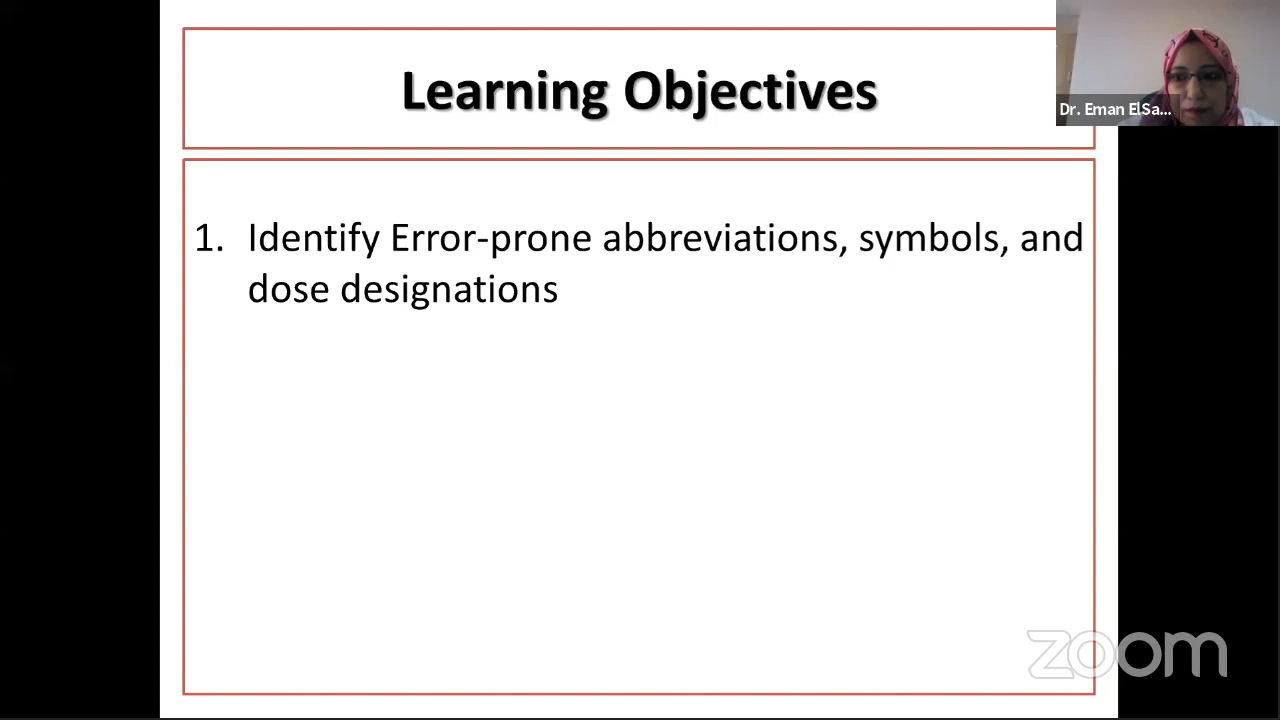 Learning Objectives
Dr. Eman ElSa...
1. Identify Error-prone abbreviations, symbols, and
dose designations
zoom